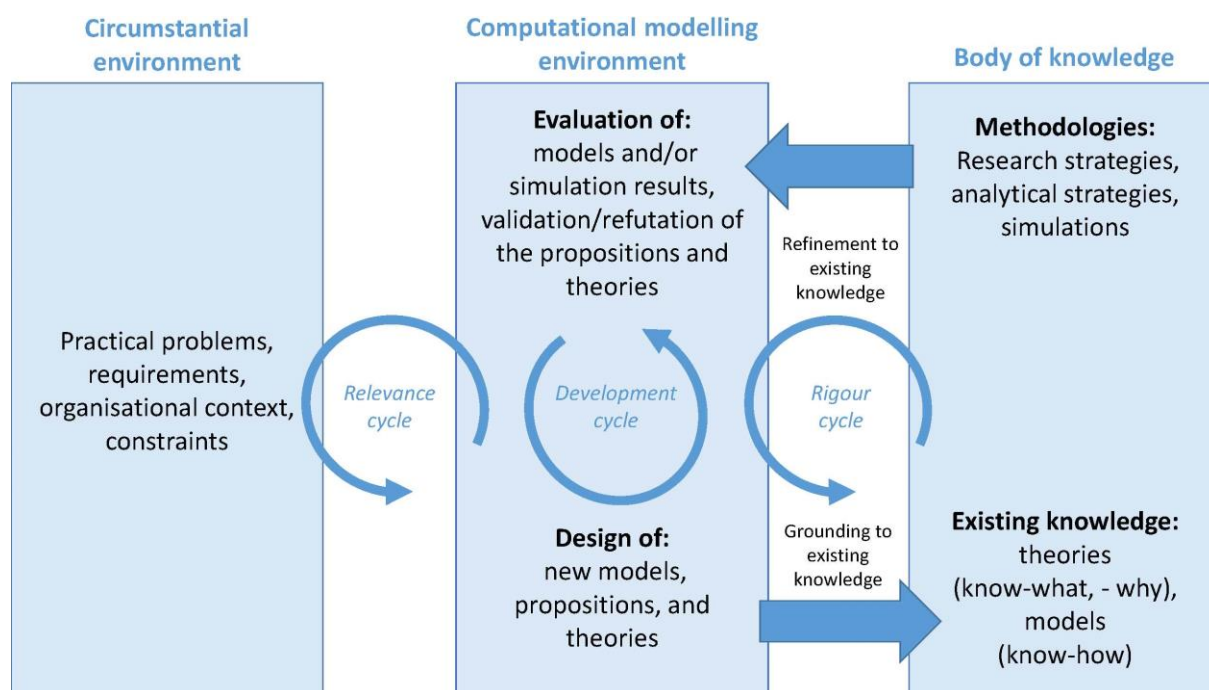 Circumstantial
environment
Computational modelling
environment
Body of knowledge
Practical problems,
requirements,
organisational context,
constraints
Relevance
cycle
Evaluation of:
models and/or
simulation results,
validation/refutation of
the propositions and
theories
Development
cycle
Design of:
new models,
propositions, and
theories
Refinement to
existing
knowledge
Rigour
cycle
Grounding to
existing
knowledge
Methodologies:
Research strategies,
analytical strategies,
simulations
Existing knowledge:
theories
(know-what, - why),
models
(know-how)